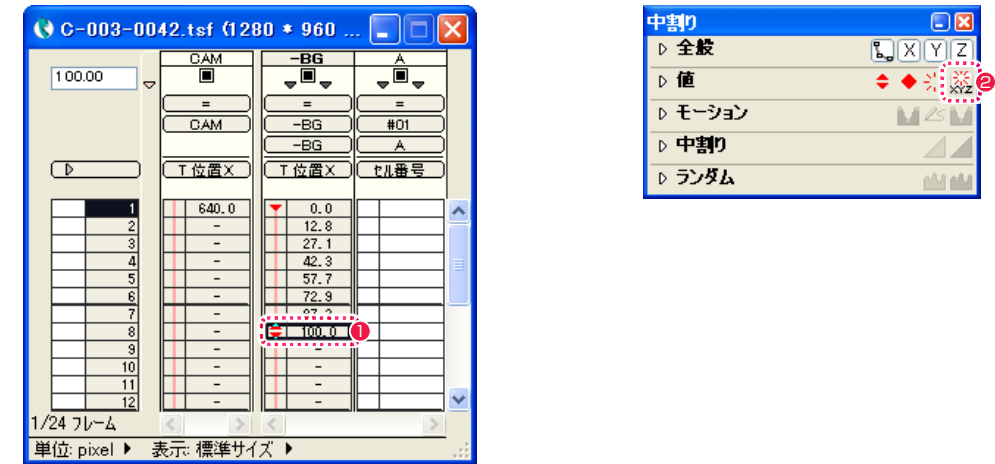 C-003-0042.tsf (1280 * 960 ...
100.00
CAM
-BG
A
=
=
=
CAM
-BG
#01
-BG
A
T 位置X
T 位置X
セル番号
1 640.0 0.0
2 - 12.8
3 - 27.1
4 - 42.3
5 - 57.7
6 - 72.9
7 - 87.2
8 - 100.0
9 - -
10 - -
11 - -
12 - -
1
1/24 フレーム
単位: pixel 表示: 標準サイズ
中割り
全般 X Y Z
値 XYZ
2
モーション
中割り
ランダム